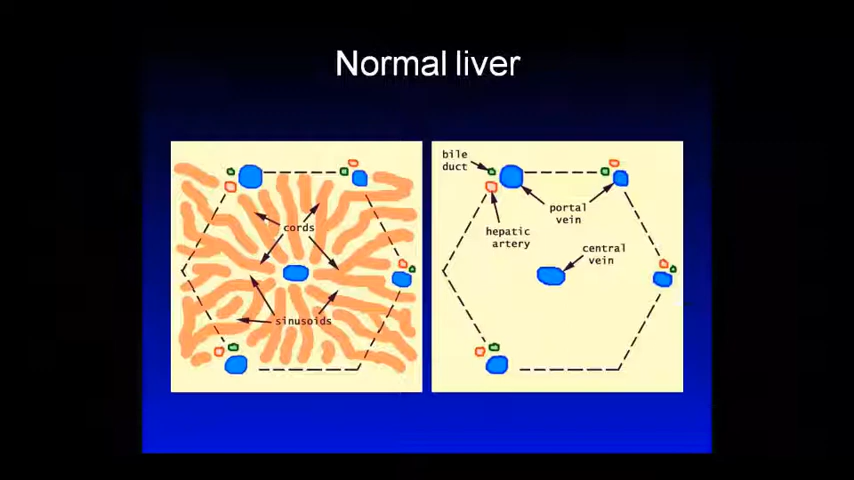 Normal liver
cords
sinusoids
bile
duct
portal
vein
hepatic
artery
central
vein